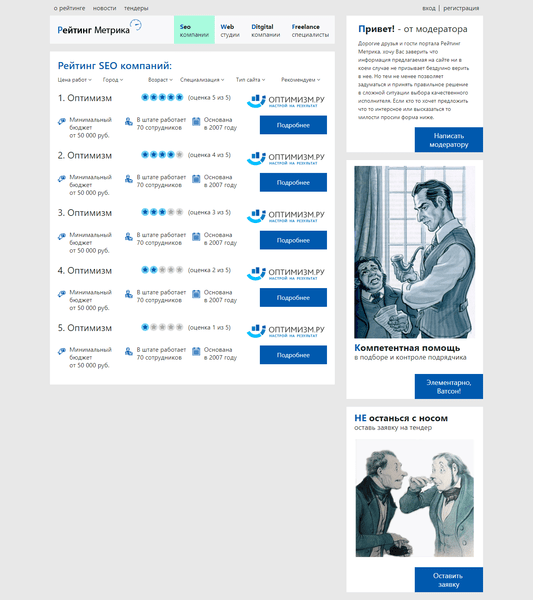 о рейтинге новости тендеры
вход | регистрация
Рейтинг Метрика
Seo
компании
Web
студии
Ditgital
компании
Freelance
специалисты
Рейтинг SEO компаний:
Цена работ Город Возраст Специализация Тип сайта Рекомендуем
1. Оптимизм (оценка 5 из 5)
ОПТИМИЗМ.РУ
НАСТРОЙ НА РЕЗУЛЬТАТ
Минимальный
бюджет
от 50 000 руб.
В штате работает
70 сотрудников
Основана
в 2007 году
Подробнее
2. Оптимизм (оценка 4 из 5)
ОПТИМИЗМ.РУ
НАСТРОЙ НА РЕЗУЛЬТАТ
Минимальный
бюджет
от 50 000 руб.
В штате работает
70 сотрудников
Основана
в 2007 году
Подробнее
3. Оптимизм (оценка 3 из 5)
ОПТИМИЗМ.РУ
НАСТРОЙ НА РЕЗУЛЬТАТ
Минимальный
бюджет
от 50 000 руб.
В штате работает
70 сотрудников
Основана
в 2007 году
Подробнее
4. Оптимизм (оценка 2 из 5)
ОПТИМИЗМ.РУ
НАСТРОЙ НА РЕЗУЛЬТАТ
Минимальный
бюджет
от 50 000 руб.
В штате работает
70 сотрудников
Основана
в 2007 году
Подробнее
5. Оптимизм (оценка 1 из 5)
ОПТИМИЗМ.РУ
НАСТРОЙ НА РЕЗУЛЬТАТ
Минимальный
бюджет
от 50 000 руб.
В штате работает
70 сотрудников
Основана
в 2007 году
Подробнее
Привет! - от модератора
Дорогие друзья и гости портала Рейтинг
Метрика, хочу Вас заверить что
информация предлагаемая на сайте ни в
коем случае не призывает бездумно верить
в нее. Но тем не менее позволяет
задуматься и принять правильное решение
в сложной ситуации выбора качественного
исполнителя. Если кто то хочет предложить
что то интерсное или высказаться то
милости просим форма ниже.
Написать
модератору
Компетентная помощь
в подборе и контроле подрядчика
Элементарно,
Ватсон!
НЕ останься с носом
оставь заявку на тендер
Оставить
заявку